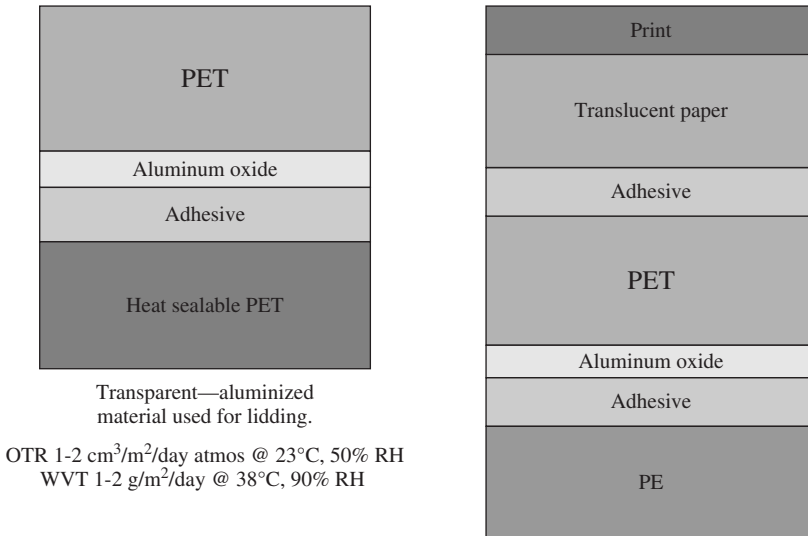 PET
Aluminum oxide
Adhesive
Heat sealable PET
Transparent—aluminized
material used for lidding.
OTR 1-2 cm³/m²/day atmos @ 23°C, 50% RH
WVT 1-2 g/m²/day @ 38°C, 90% RH
Print
Translucent paper
Adhesive
PET
Aluminum oxide
Adhesive
PE